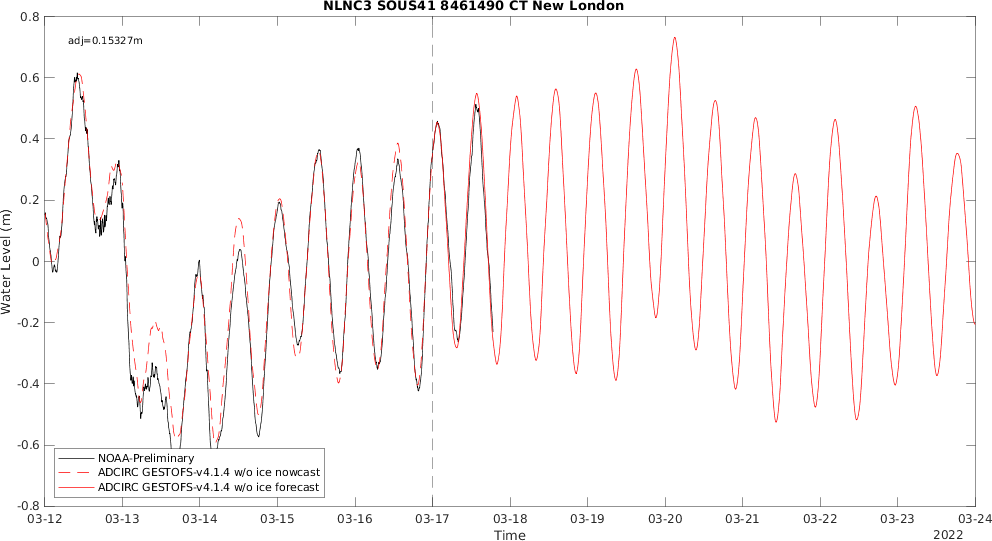 NLNC3 SOUS41 8461490 CT New London
adj=0.15327m
0.8
0.6
0.4
0.2
0
-0.2
-0.4
-0.6
-0.8
Water Level (m)
NOAA-Preliminary
ADCIRC GESTOFS-v4.1.4 w/o ice nowcast
ADCIRC GESTOFS-v4.1.4 w/o ice forecast
03-12 03-13 03-14 03-15 03-16 03-17 03-18 03-19 03-20 03-21 03-22 03-23 03-24
Time
2022